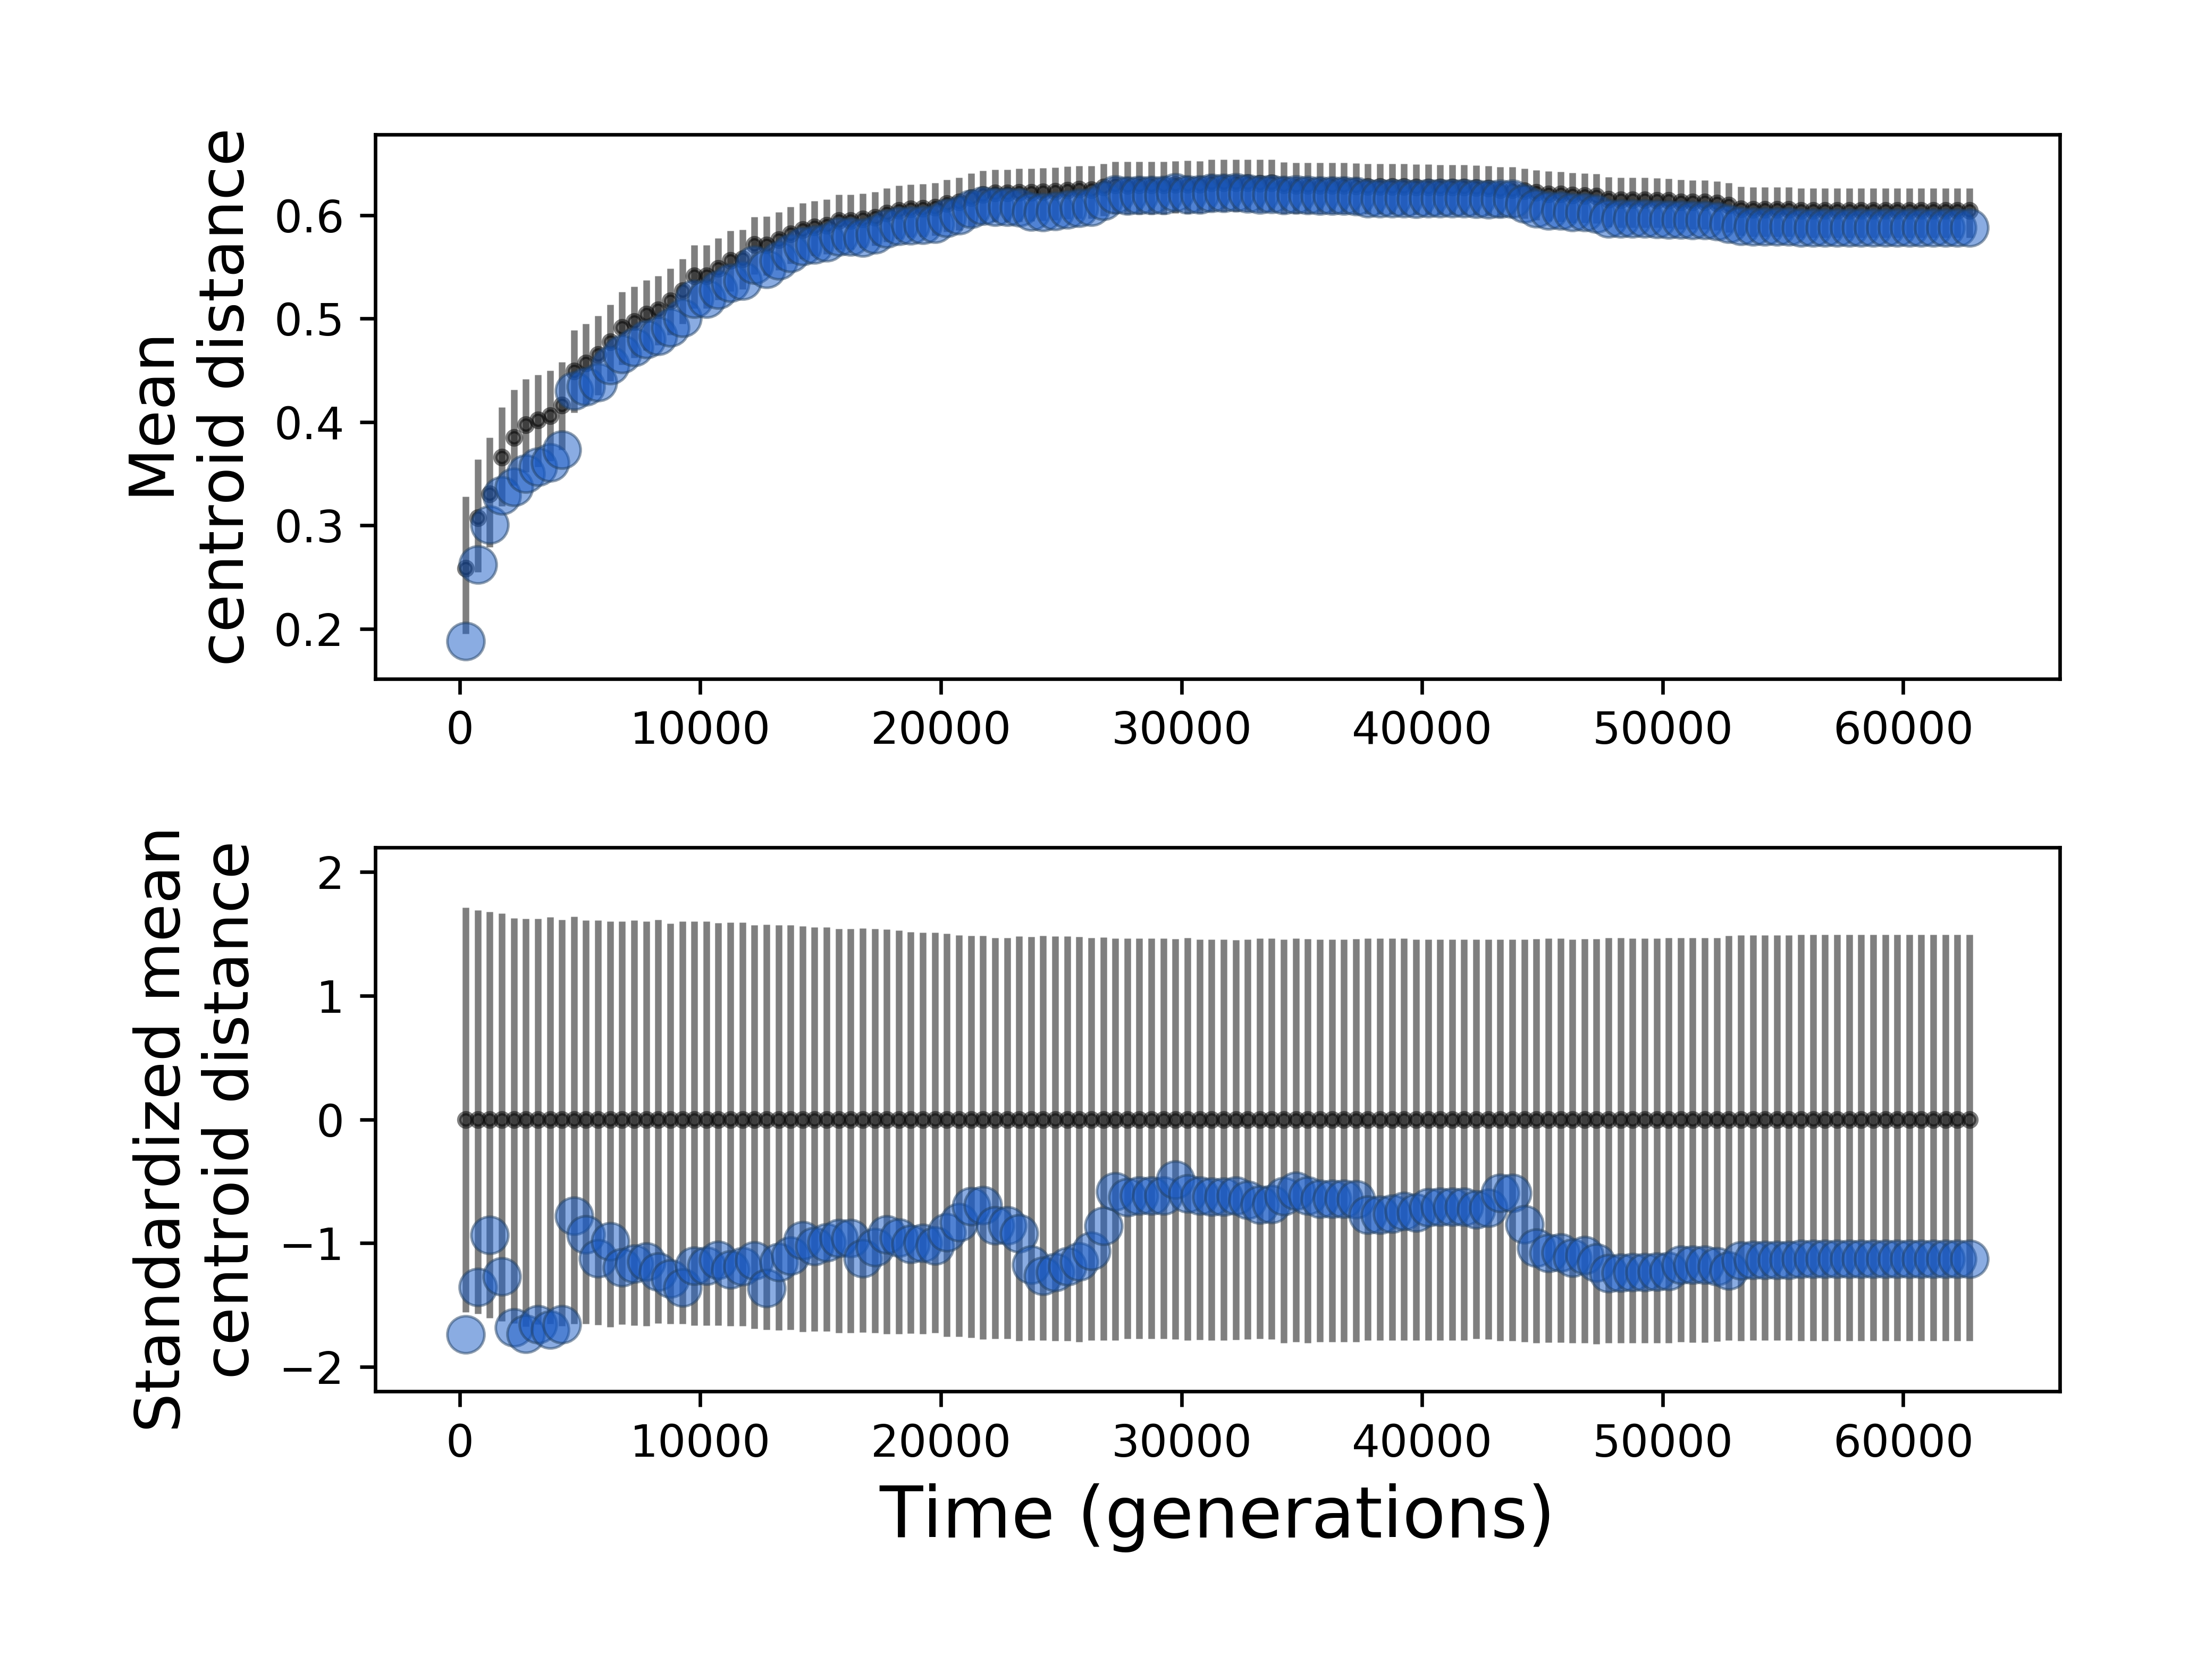 Mean
centroid distance
0.6
0.5
0.4
0.3
0.2
0 10000 20000 30000 40000 50000 60000
Standardized mean
centroid distance
2
1
0
−1
−2
0 10000 20000 30000 40000 50000 60000
Time (generations)